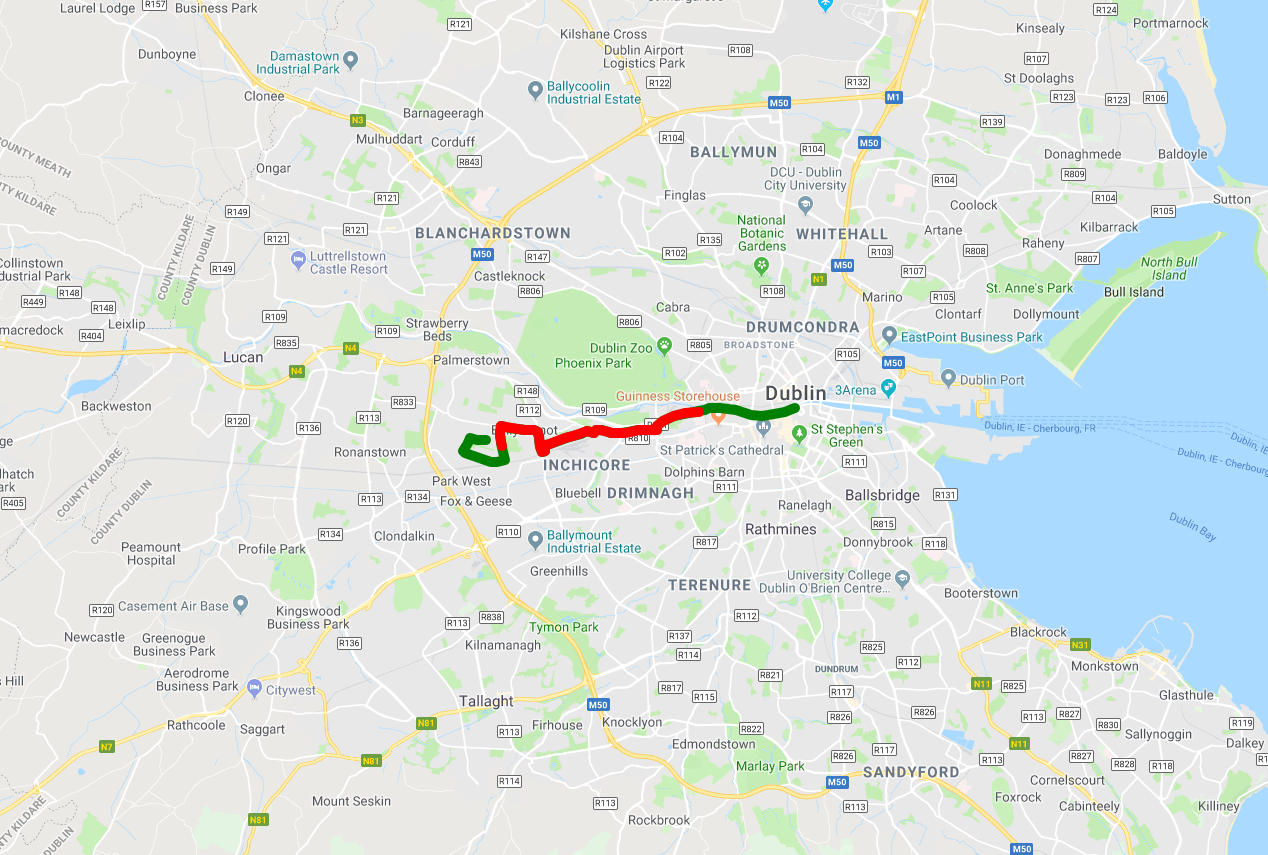 Laurel Lodge
R157
Business Park
R121
Kilshane Cross
Dublin Airport
Logistics Park
R108
Kinsealy
R124
Portmarnock
Dunboyne
Damastown
Industrial Park
R122
R132
R107
St Doolaghs
Clonee
Ballycoolin
Industrial Estate
M50
M1
R123
R123
R106
Barnageeragh
N3
R139
Mulhuddart
Corduff
R104
M50
COUNTY MEATH
COUNTY KILDARE
R843
BALLYMUN
R104
Donaghmede
Baldoyle
Ongar
DCU - Dublin
City University
R104
R809
R121
Finglas
R104
Sutton
R149
Coolock
R105
R121
R121
BLANCHARDSTOWN
National
Botanic
Gardens
WHITEHALL
Artane
Kilbarrack
R135
Raheny
COUNTY KILDARE
COUNTY DUBLIN
M50
R147
R102
R103
R808
R807
Luttrellstown
Castle Resort
R149
Castleknock
M50
R107
North Bull
Island
Collinstown
Industrial Park
N1
R148
R806
R108
Marino
R105
St. Anne's Park
Bull Island
R449
R148
Cabra
Clontarf
Dollymount
Leixlip
R109
R806
DRUMCONDRA
macredock
R404
R109
Strawberry
Beds
EastPoint Business Park
R835
Dublin Zoo
Phoenix Park
R805
BROADSTONE
R105
Lucan
N4
Palmerstown
M50
N4
Dublin Port
Guinness Storehouse
Dublin
3Arena
R148
Backweston
R833
R112
R109
R120
R113
R136
R810
St Stephen's
Green
Dublin, IE - Cherbourg, FR
Ronanstown
INCHICORE
St Patrick's Cathedral
Dublin, IE
Dublin, IE - Cherbourg
R111
Park West
Dolphins Barn
R405
COUNTY KILDARE
COUNTY DUBLIN
R113
R134
Fox & Geese
Bluebell
DRIMNAGH
R111
Ballsbridge
R131
Ranelagh
R134
R110
Rathmines
R815
Dublin Bay
Clondalkin
Ballymount
Industrial Estate
R817
Donnybrook
R118
Peamount
Hospital
Profile Park
Greenhills
TERENURE
University College
Dublin O'Brien Centre...
Booterstown
R120
Casement Air Base
Kingswood
Business Park
R113
R838
Tymon Park
R112
Newcastle
Greenogue
Business Park
R136
Kilnamanagh
R137
Blackrock
N31
R114
R825
R112
Monkstown
s Hill
Aerodrome
Business Park
Citywest
DUNDRUM
R821
N11
R825
Glasthule
Tallaght
M50
R817
R115
R117
Rathcoole
Saggart
N81
Firhouse
Knocklyon
R826
R826
R113
R827
R119
R113
R822
R830
N7
Edmondstown
R117
N11
Sallynoggin
Dalkey
N81
Marlay Park
R826
R113
R827
R828
R118
R114
M50
SANDYFORD
Cornelscourt
Mount Seskin
R113
R113
Foxrock
Cabinteely
Killiney
N81
Rockbrook
M50